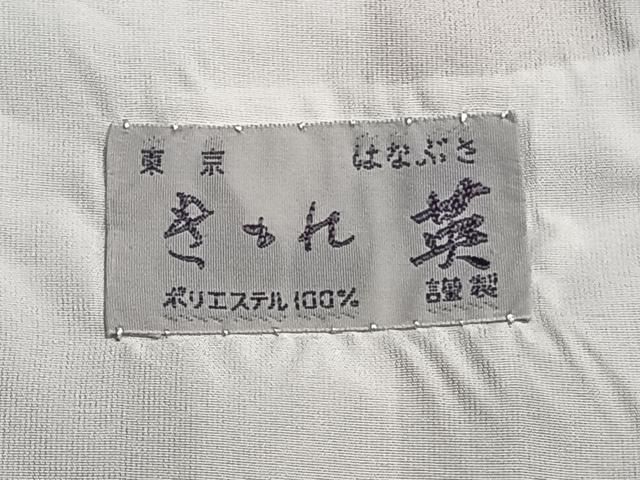 東京 はなぶさ
きもれ 英
ポリエステル100% 謹製